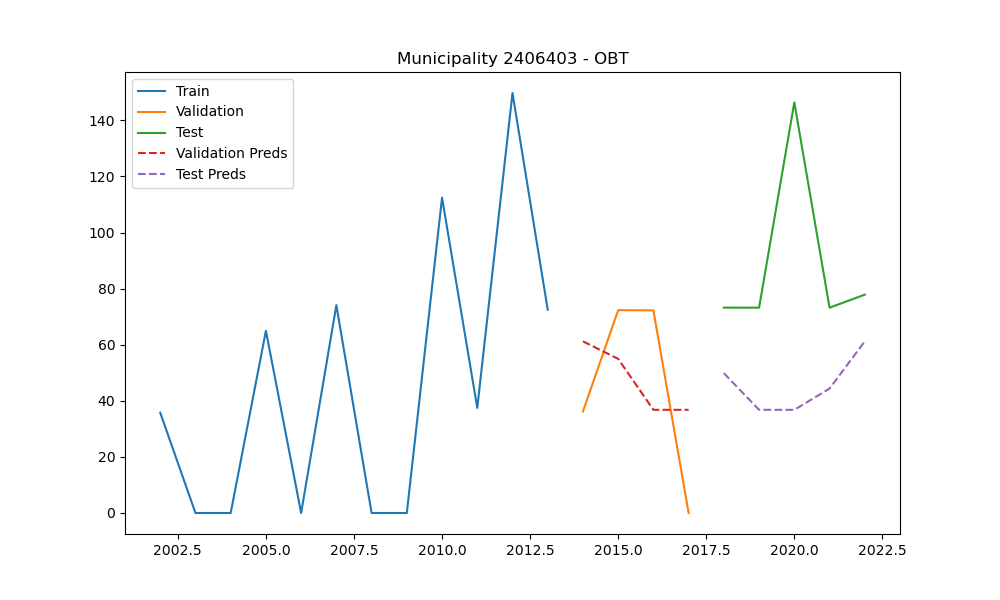 Municipality 2406403 - OBT
Train
Validation
Test
Validation Preds
Test Preds
140
120
100
80
60
40
20
0
2002.5 2005.0 2007.5 2010.0 2012.5 2015.0 2017.5 2020.0 2022.5